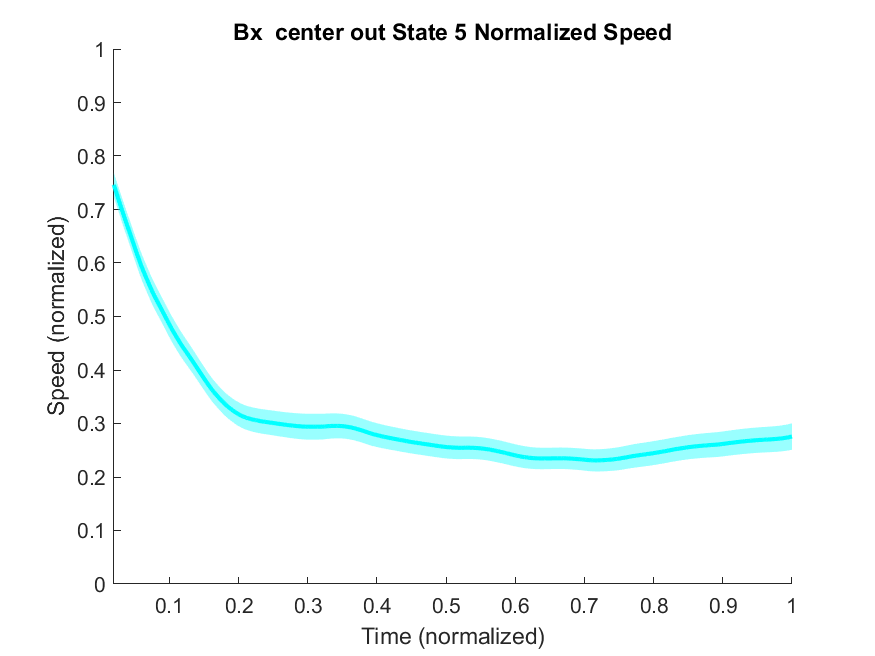 Bx  center out State 5 Normalized Speed
1
0.9
0.8
0.7
0.6
0.5
0.4
0.3
0.2
0.1
0
Speed (normalized)
0.1 0.2 0.3 0.4 0.5 0.6 0.7 0.8 0.9 1
Time (normalized)